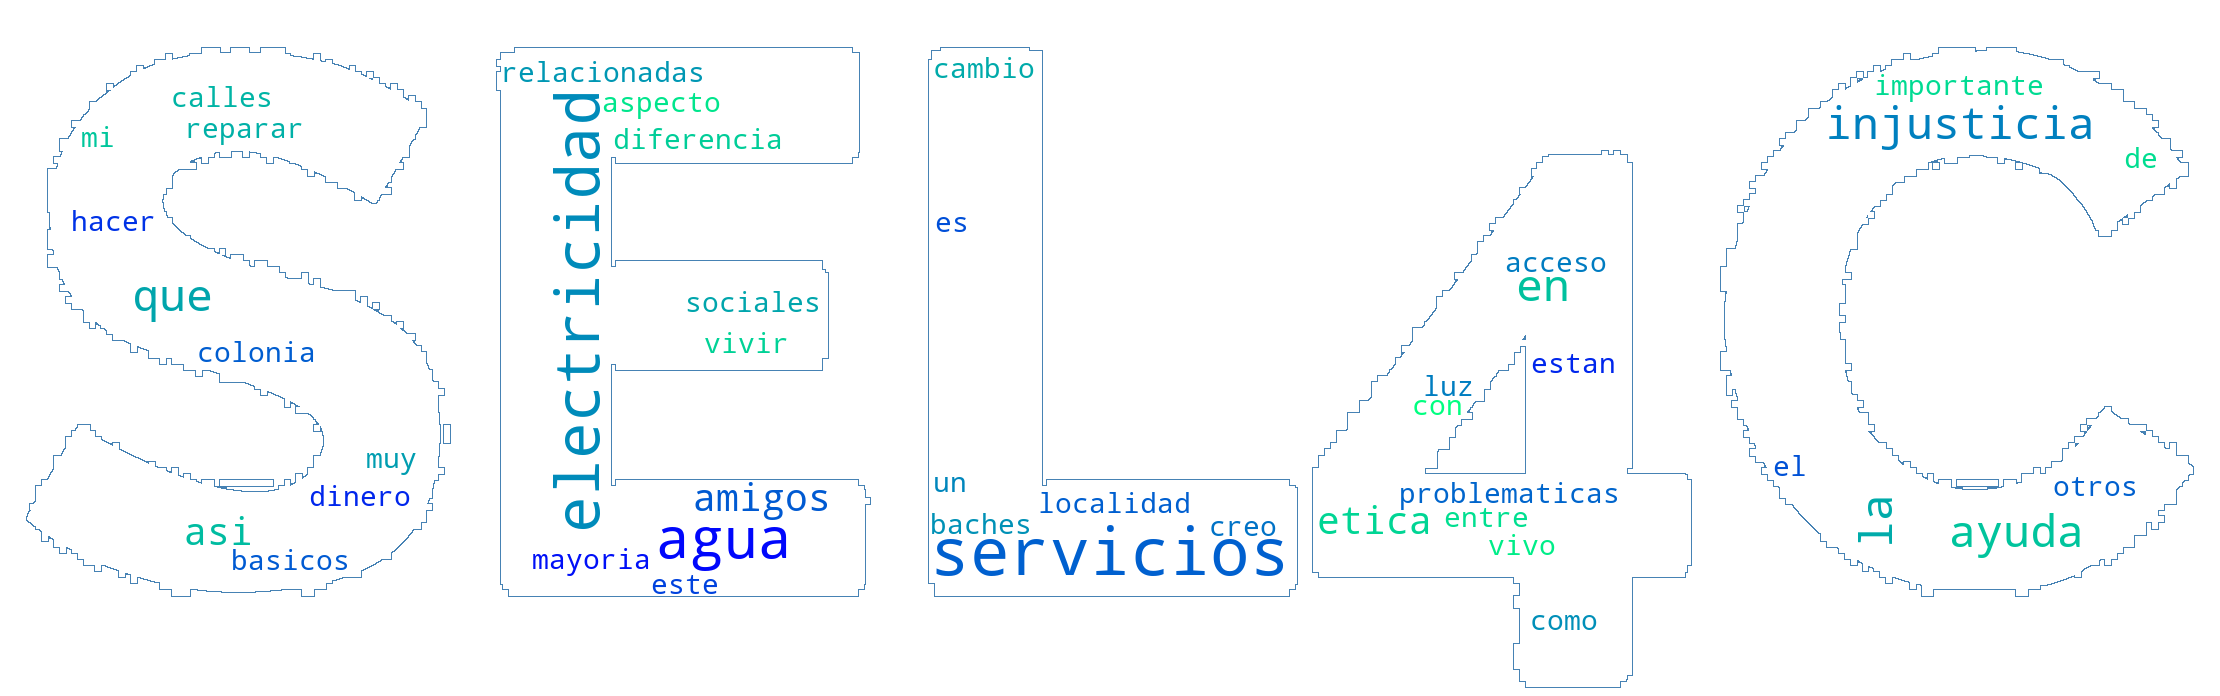 calles
reparar
mi
hacer
que
colonia
muy
dinero
asi
basicos
relacionadas
aspecto
diferencia
electricidad
sociales
vivir
amigos
agua
mayoria
este
cambio
es
un
localidad
baches
creo
servicios
acceso
en
estan
luz
con
problematicas
etica
entre
vivo
como
importante
injusticia
de
el
otros
la
ayuda